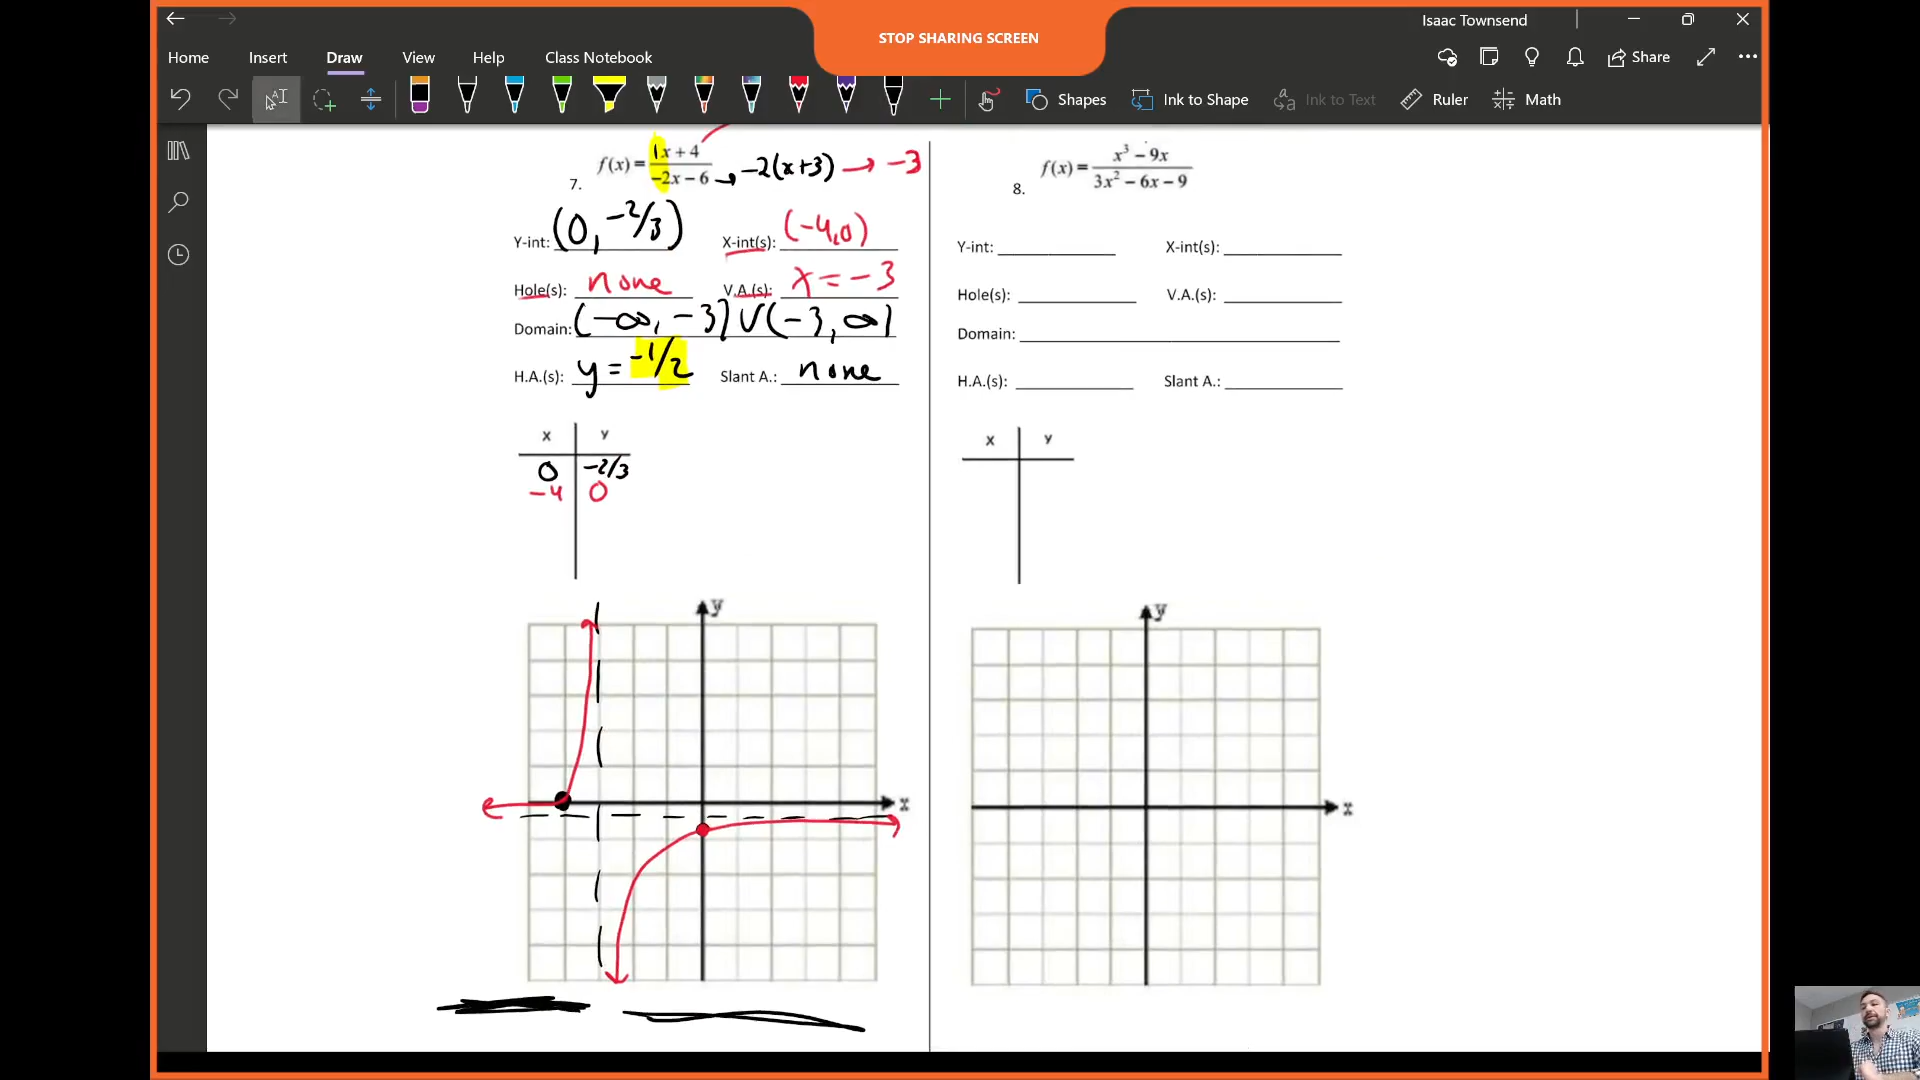 Isaac Townsend
STOP SHARING SCREEN
Home Insert Draw View Help Class Notebook
Share
Shapes Ink to Shape Ink to Text Ruler Math
7. f(x) = 1x + 4 / -2x - 6 → -2(x+3) → -3
Y-int: (0, -2/3) X-int(s): (-4,0)
Hole(s): none V.A.(s): x = -3
Domain: (-∞, -3) ∪ (-3, ∞)
H.A.(s): y = -1/2 Slant A.: none
x y
0 -2/3
-4 0
y
x
8. f(x) = x³ - 9x / 3x² - 6x - 9
Y-int: X-int(s):
Hole(s): V.A.(s):
Domain:
H.A.(s): Slant A.:
x y
y
x